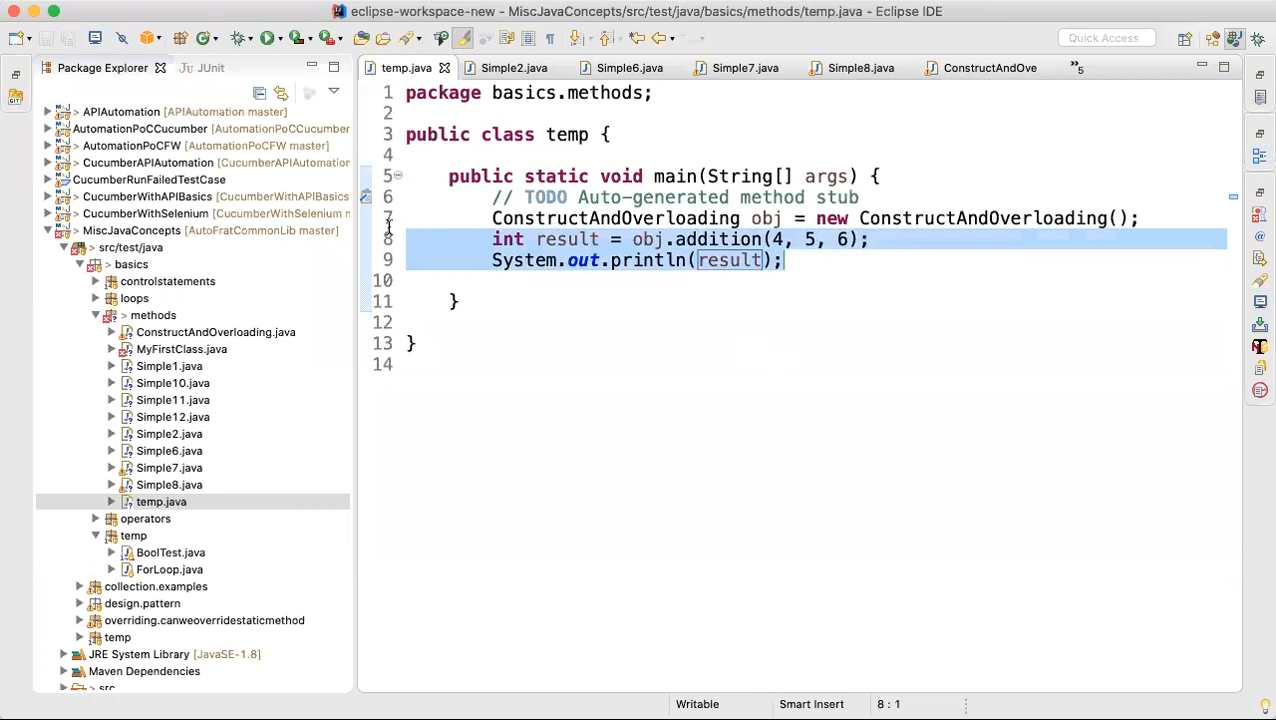 eclipse-workspace-new - MiscJavaConcepts/src/test/java/basics/methods/temp.java - Eclipse IDE
Quick Access
Package Explorer
JUnit
temp.java
Simple2.java
Simple6.java
Simple7.java
Simple8.java
ConstructAndOve
»5
GIT
> APIAutomation [APIAutomation master]
AutomationPoCCucumber [AutomationPoCCucumber
> AutomationPoCFW [AutomationPoCFW master]
> CucumberAPIAutomation [CucumberAPIAutomation
CucumberRunFailedTestCase
> CucumberWithAPIBasics [CucumberWithAPIBasics
> CucumberWithSelenium [CucumberWithSelenium m
> MiscJavaConcepts [AutoFratCommonLib master]
> src/test/java
> basics
controlstatements
> loops
> methods
ConstructAndOverloading.java
MyFirstClass.java
Simple1.java
Simple10.java
Simple11.java
Simple12.java
Simple2.java
Simple6.java
Simple7.java
Simple8.java
temp.java
operators
temp
BoolTest.java
ForLoop.java
collection.examples
design.pattern
overriding.canweoverridestaticmethod
temp
JRE System Library [JavaSE-1.8]
Maven Dependencies
> src
1 package basics.methods;
2
3 public class temp {
4
5 public static void main(String[] args) {
6 // TODO Auto-generated method stub
7 ConstructAndOverloading obj = new ConstructAndOverloading();
8 int result = obj.addition(4, 5, 6);
9 System.out.println(result);
10
11 }
12
13 }
14
Writable
Smart Insert
8 : 1